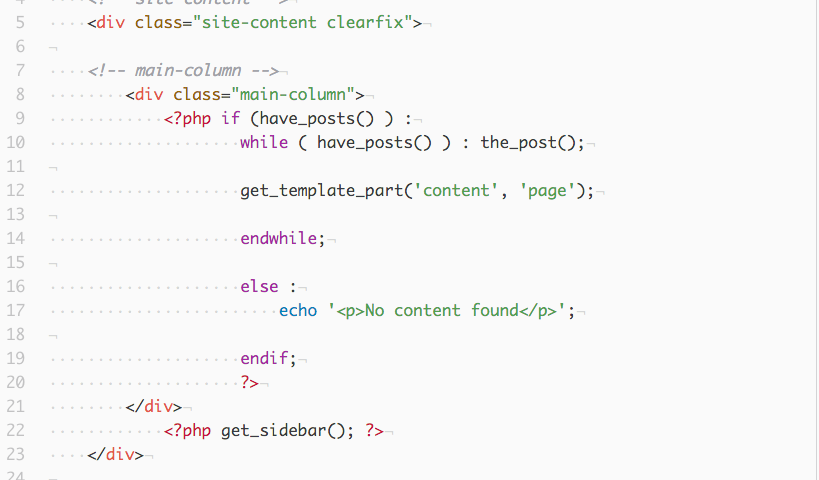 4 <!-- site-content -->
5 <div class="site-content clearfix">
6
7 <!-- main-column -->
8 <div class="main-column">
9 <?php if (have_posts() ) :
10 while ( have_posts() ) : the_post();
11
12 get_template_part('content', 'page');
13
14 endwhile;
15
16 else :
17 echo '<p>No content found</p>';
18
19 endif;
20 ?>
21 </div>
22 <?php get_sidebar(); ?>
23 </div>
24